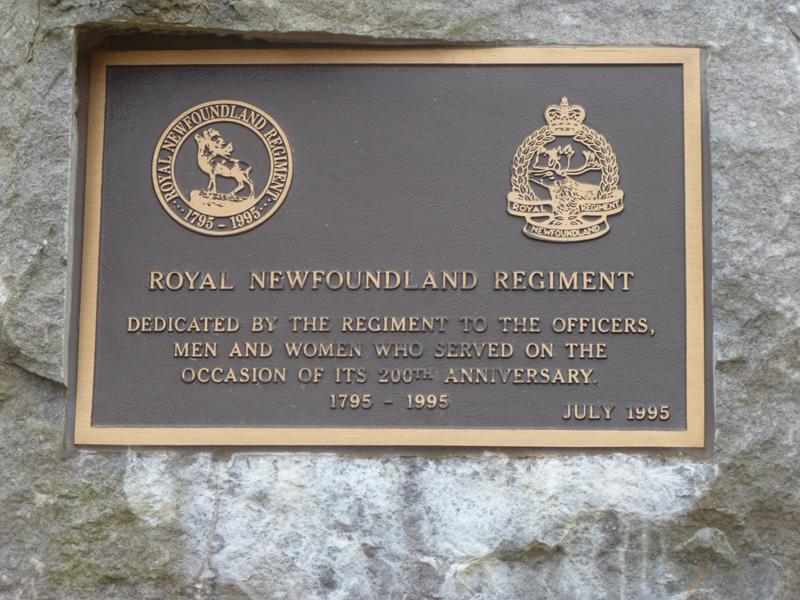 ROYAL NEWFOUNDLAND REGIMENT
· · · 1795 - 1995 · · ·
ROYAL REGIMENT
NEWFOUNDLAND
ROYAL NEWFOUNDLAND REGIMENT
DEDICATED BY THE REGIMENT TO THE OFFICERS,
MEN AND WOMEN WHO SERVED ON THE
OCCASION OF ITS 200TH ANNIVERSARY.
1795 - 1995
JULY 1995